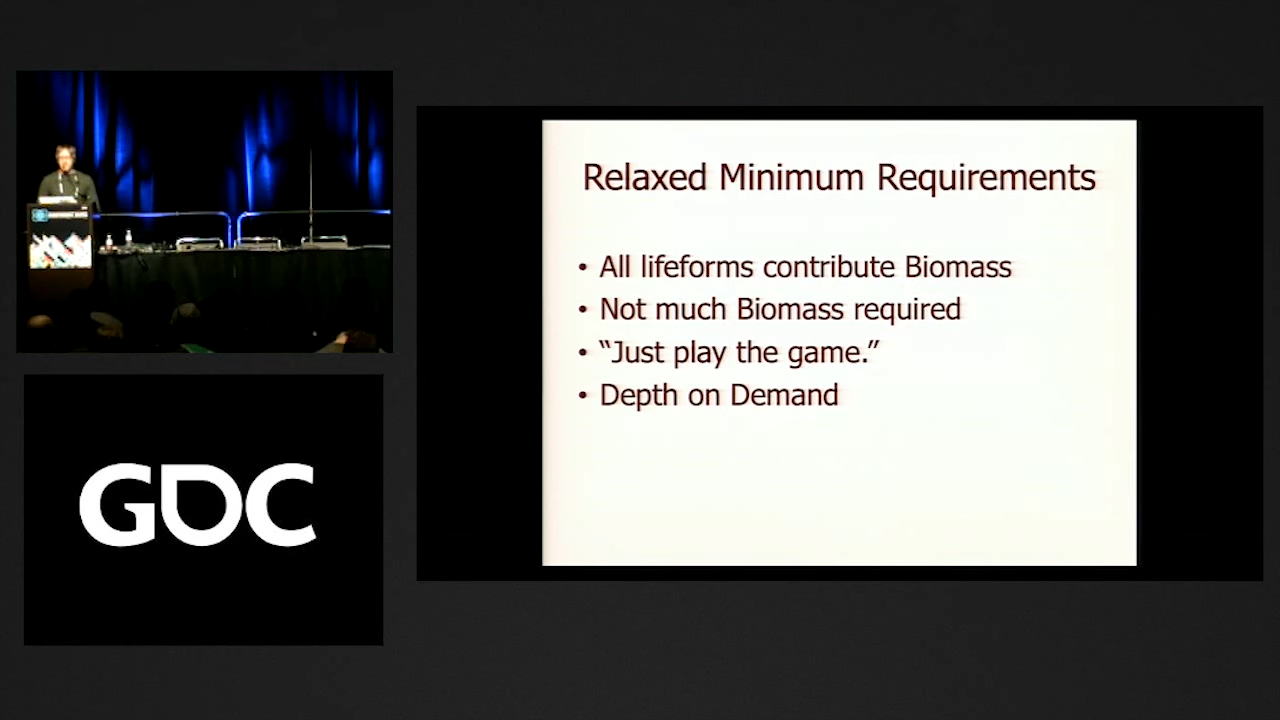 Relaxed Minimum Requirements
• All lifeforms contribute Biomass
• Not much Biomass required
• “Just play the game.”
• Depth on Demand
GDC